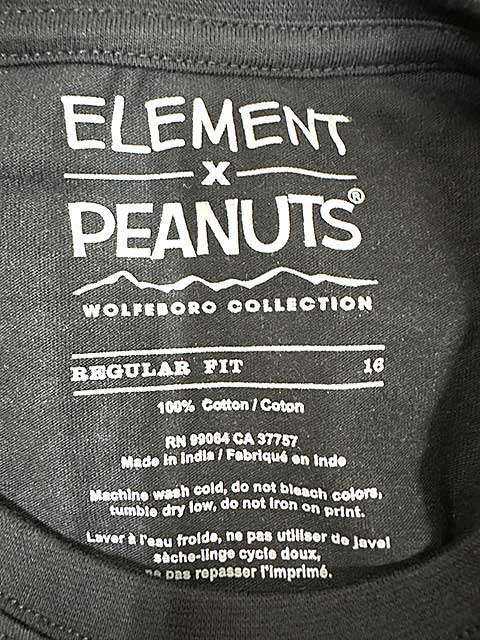 ELEMENT
X
PEANUTS®
WOLFEBORO COLLECTION
REGULAR FIT 16
100% Cotton / Coton
RN 99064 CA 37757
Made in India / Fabriqué en Inde
Machine wash cold, do not bleach colors,
tumble dry low, do not iron on print.
Laver à l'eau froide, ne pas utiliser de javel
sèche-linge cycle doux,
ne pas repasser l'imprimé.